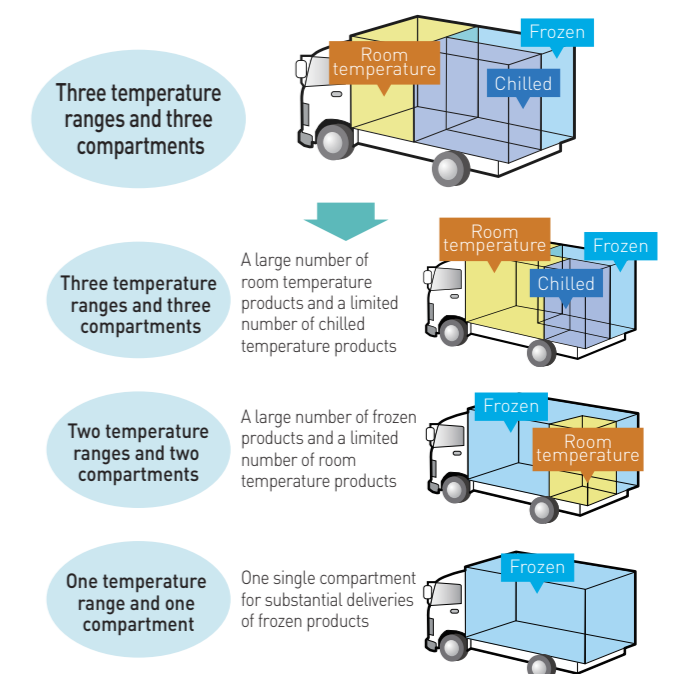 Frozen
Room
temperature
Chilled
Three temperature
ranges and three
compartments
Room
temperature
Frozen
Chilled
Three temperature
ranges and three
compartments
A large number of
room temperature
products and a limited
number of chilled
temperature products
Frozen
Room
temperature
Two temperature
ranges and two
compartments
A large number of frozen
products and a limited
number of room
temperature products
Frozen
One temperature
range and one
compartment
One single compartment
for substantial deliveries
of frozen products